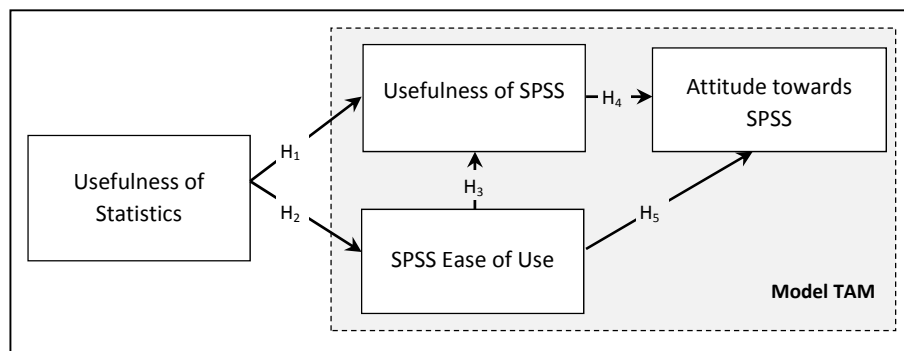 Usefulness of SPSS
Attitude towards
SPSS
H4
H1
Usefulness of
Statistics
H3
H2
H5
SPSS Ease of Use
Model TAM